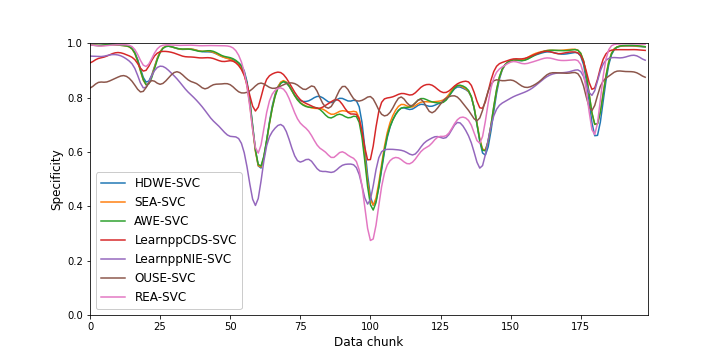 1.0
0.8
0.6
0.4
0.2
0.0
Specificity
HDWE-SVC
SEA-SVC
AWE-SVC
LearnppCDS-SVC
LearnppNIE-SVC
OUSE-SVC
REA-SVC
0 25 50 75 100 125 150 175
Data chunk